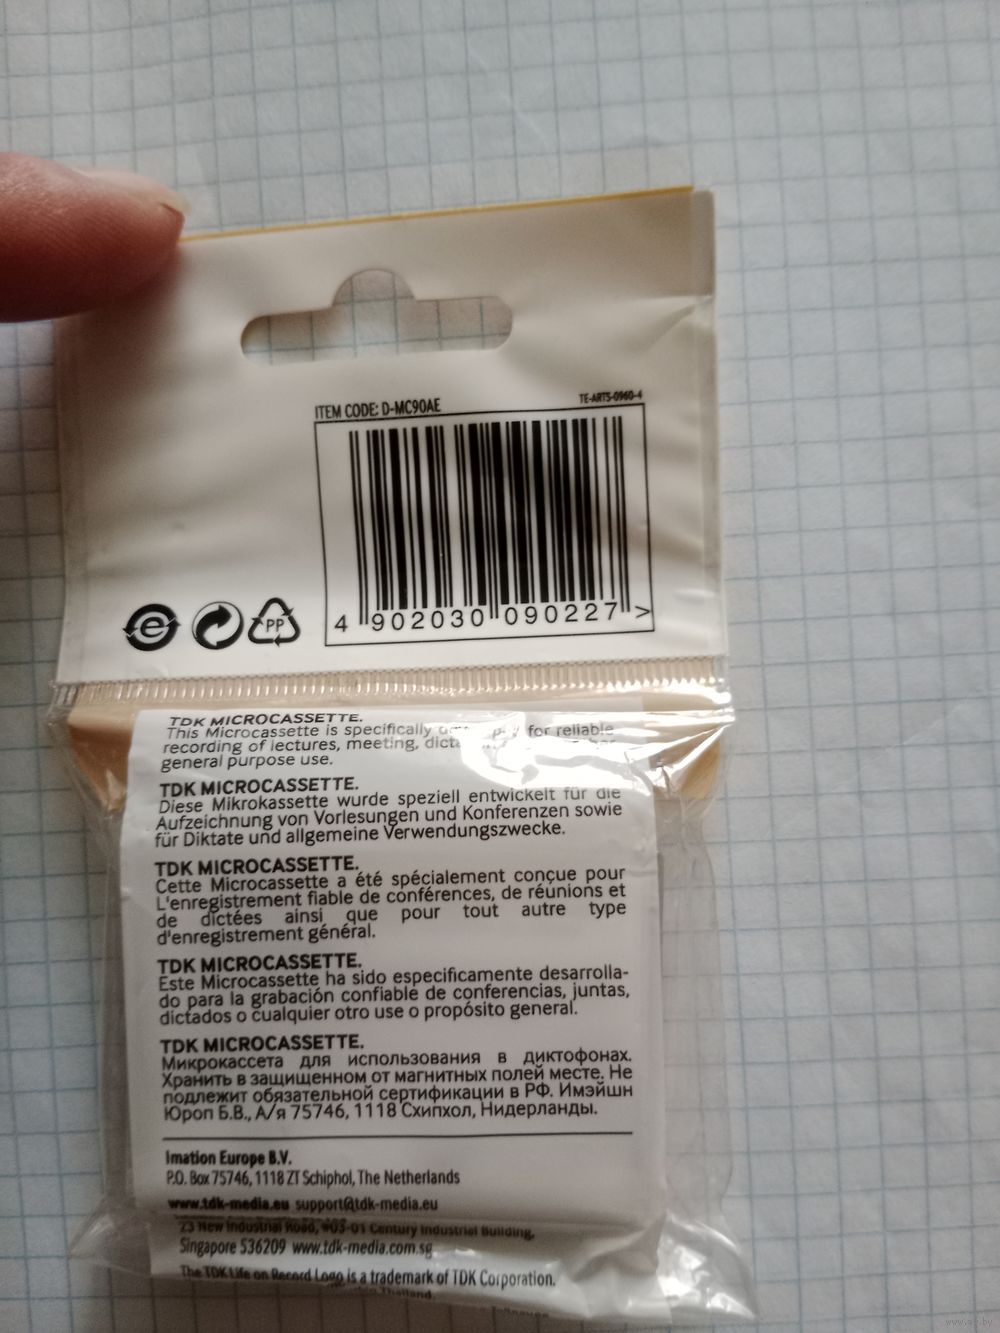 ITEM CODE: D-MC90AE
TE-ARTS-0960-4
4 902030 090227 >
e
PP
TDK MICROCASSETTE.
This Microcassette is specifically for reliable
recording of lectures, meeting,
general purpose use.
TDK MICROCASSETTE.
Diese Mikrokassette wurde speziell entwickelt für die
Aufzeichnung von Vorlesungen und Konferenzen sowie
für Diktate und allgemeine Verwendungszwecke.
TDK MICROCASSETTE.
Cette Microcassette a été spécialement conçue pour
L'enregistrement fiable de conférences, de réunions et
de dictées ainsi que pour tout autre type
d'enregistrement général.
TDK MICROCASSETTE.
Este Microcassette ha sido especificamente desarrolla-
do para la grabación confiable de conferencias, juntas,
dictados o cualquier otro use o propósito general.
TDK MICROCASSETTE.
Микрокассета для использования в диктофонах.
Хранить в защищенном от магнитных полей месте. Не
подлежит обязательной сертификации в РФ. Имэйшн
Юроп Б.В., А/я 75746, 1118 Схипхол, Нидерланды.
Imation Europe B.V.
P.O. Box 75746, 1118 ZT Schiphol, The Netherlands
www.tdk-media.eu support@tdk-media.eu
23 New Industrial Road, #03-01 Century Industrial Building,
Singapore 536209 www.tdk-media.com.sg
The TDK Life on Record Logo is a trademark of TDK Corporation.
Thailand.